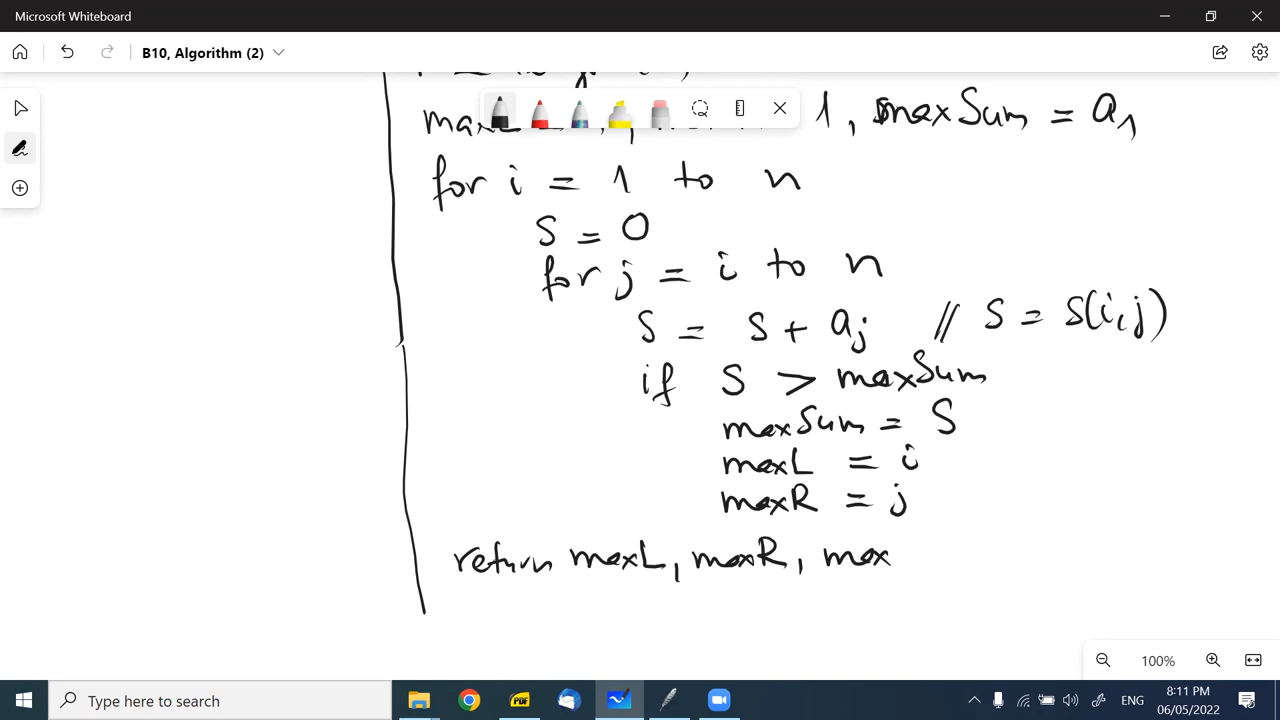 Microsoft Whiteboard
B10, Algorithm (2)
1, maxSum = a1
for i = 1 to n
S = 0
for j = i to n
S = S + aj // S = S(i,j)
if S > maxSum
maxSum = S
maxL = i
maxR = j
return maxL, maxR, max
100%
Type here to search
PDF
ENG
8:11 PM
06/05/2022